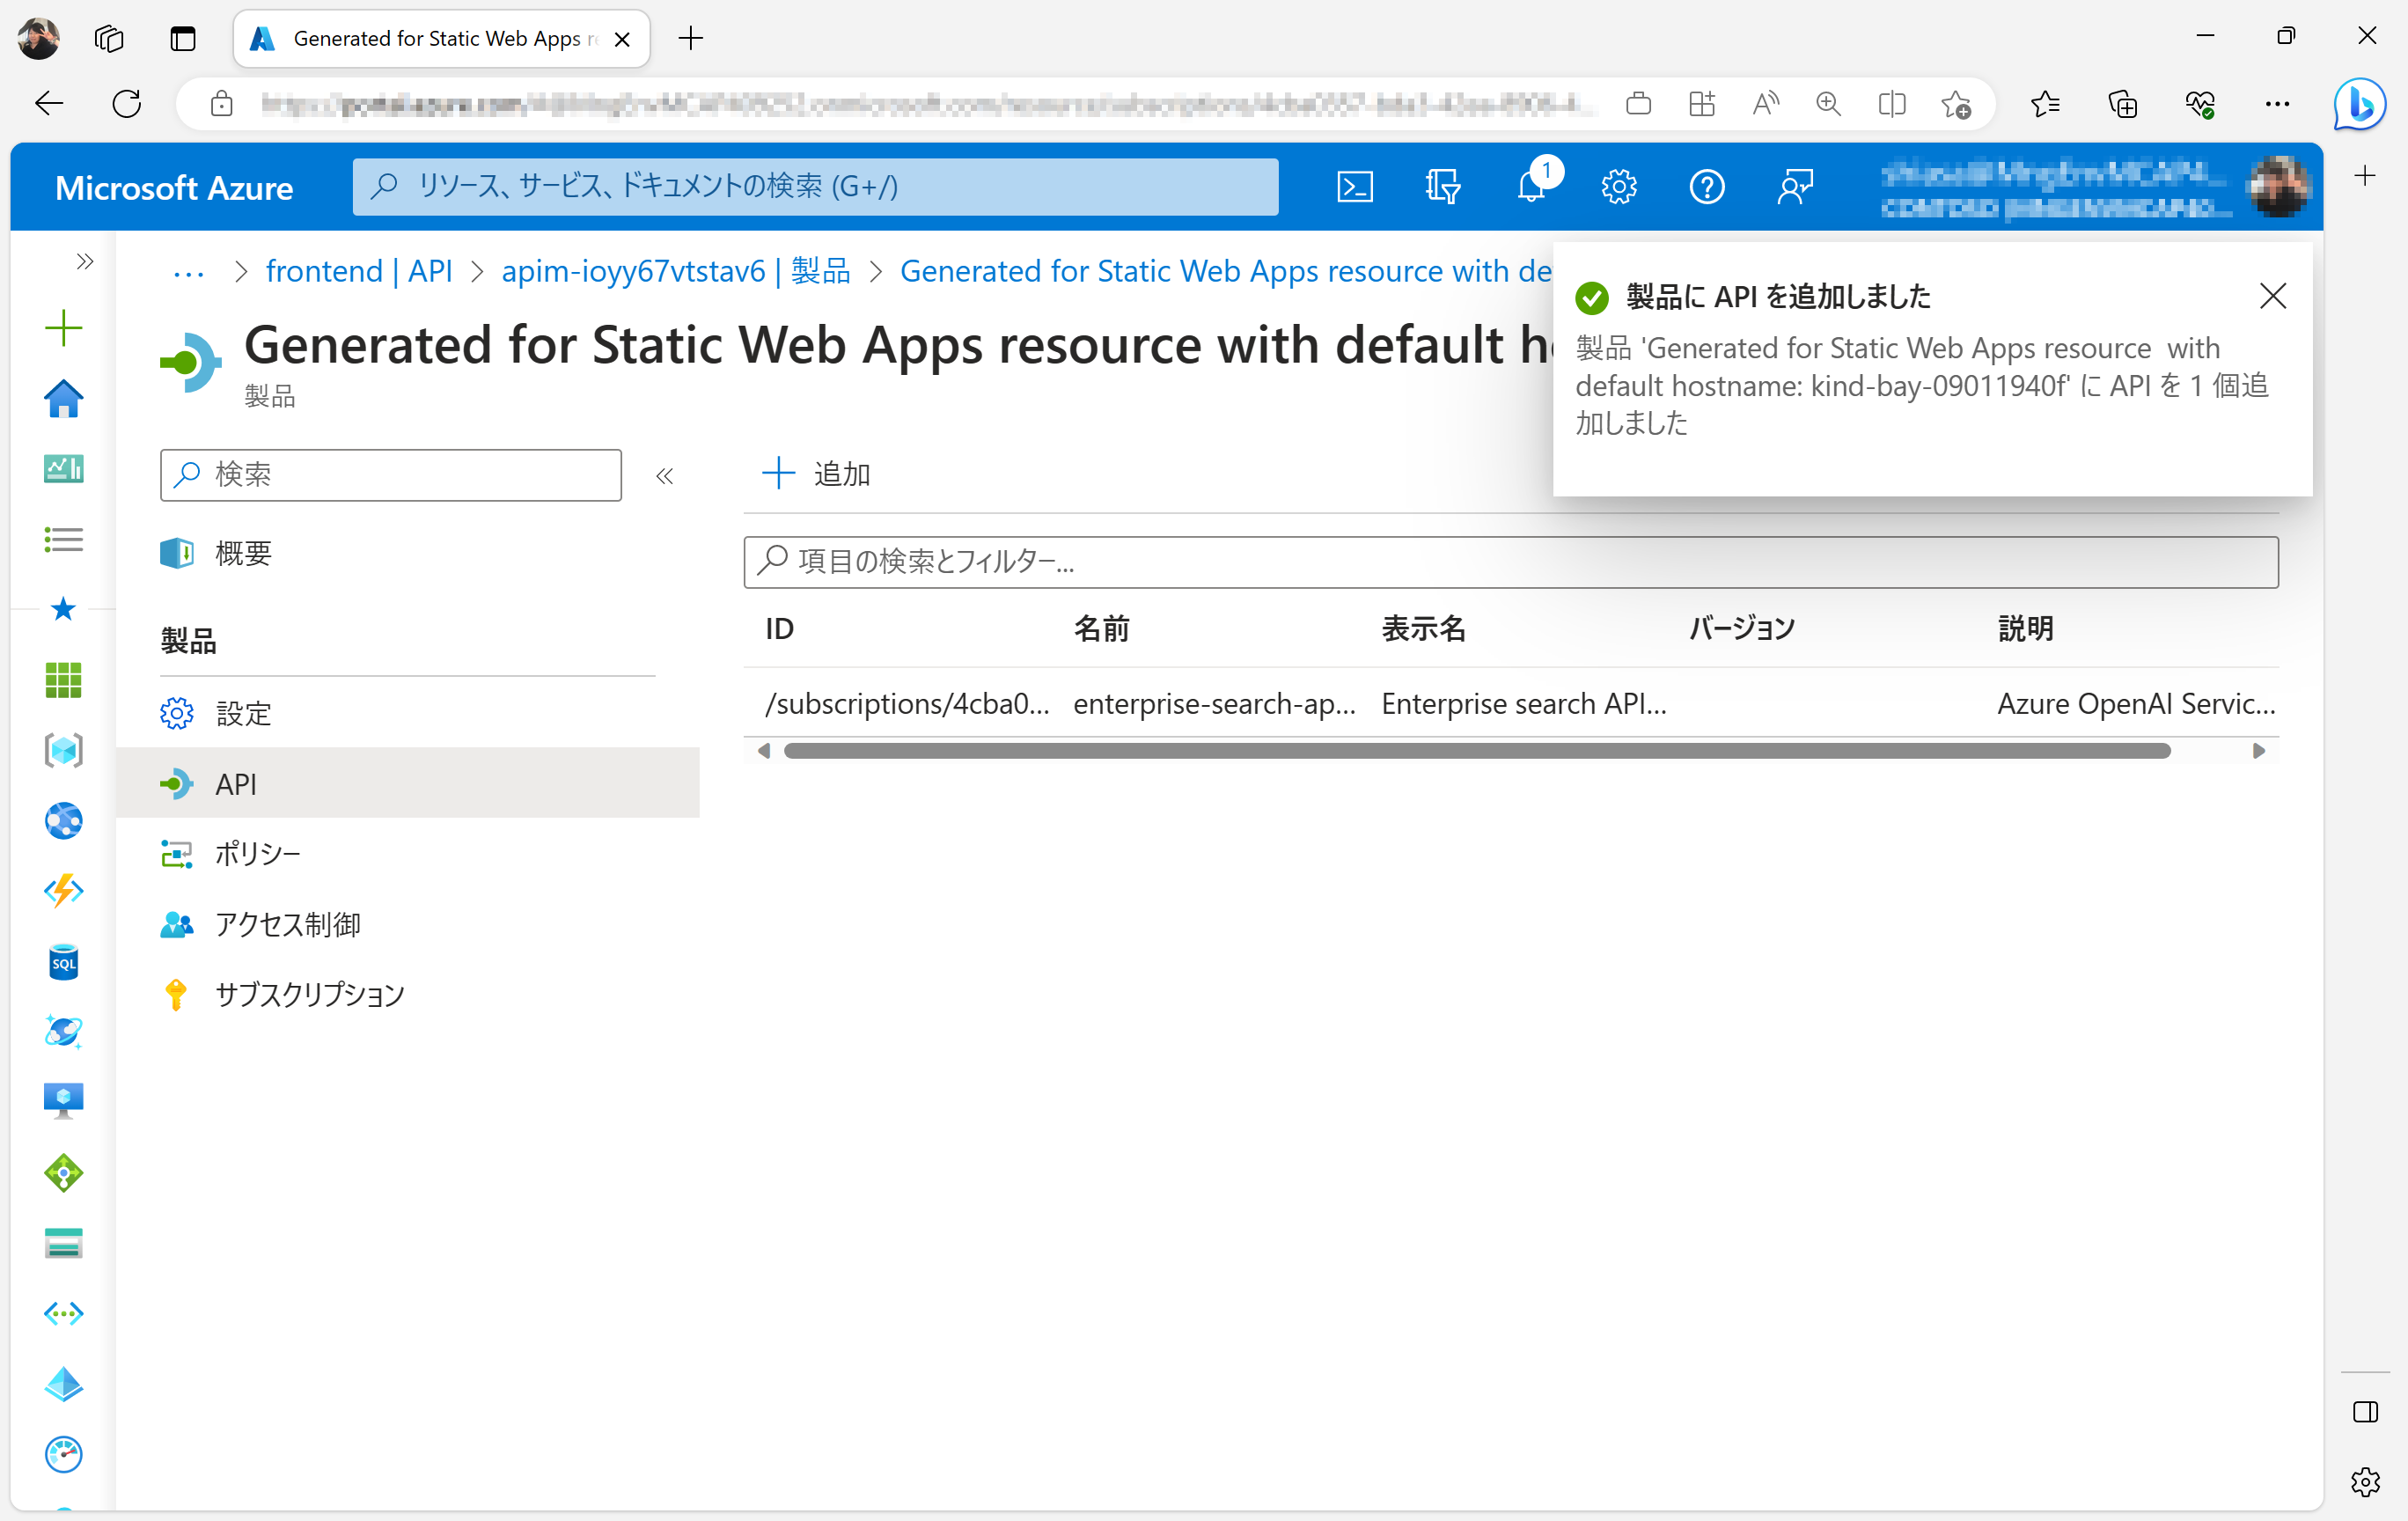 Generated for Static Web Apps re
Microsoft Azure
リソース、サービス、ドキュメントの検索 (G+/)
1
… > frontend | API > apim-ioyy67vtstav6 | 製品 > Generated for Static Web Apps resource with de
Generated for Static Web Apps resource with default h
製品
製品に API を追加しました
製品 'Generated for Static Web Apps resource with
default hostname: kind-bay-09011940f' に API を 1 個追
加しました
検索
追加
概要
項目の検索とフィルター...
製品
ID 名前 表示名 バージョン 説明
/subscriptions/4cba0... enterprise-search-ap... Enterprise search API... Azure OpenAI Servic...
設定
API
ポリシー
アクセス制御
サブスクリプション
SQL